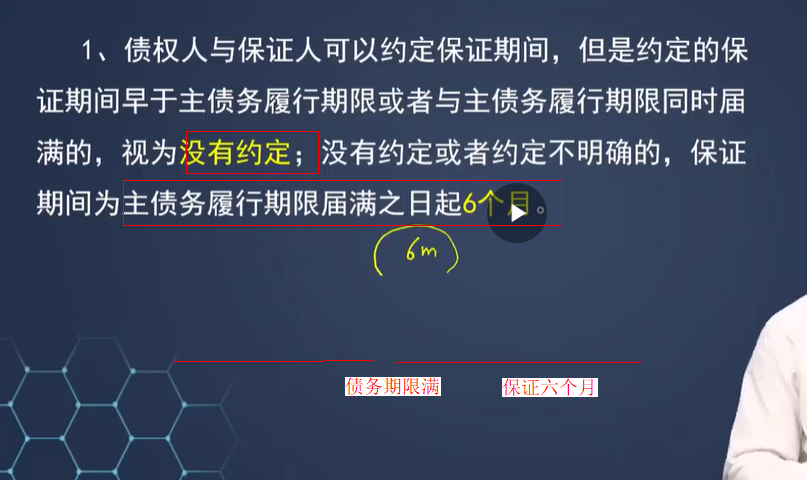 1、债权人与保证人可以约定保证期间，但是约定的保
证期间早于主债务履行期限或者与主债务履行期限同时届
满的，视为没有约定；没有约定或者约定不明确的，保证
期间为主债务履行期限届满之日起6个月。
6m
债务期限满 保证六个月